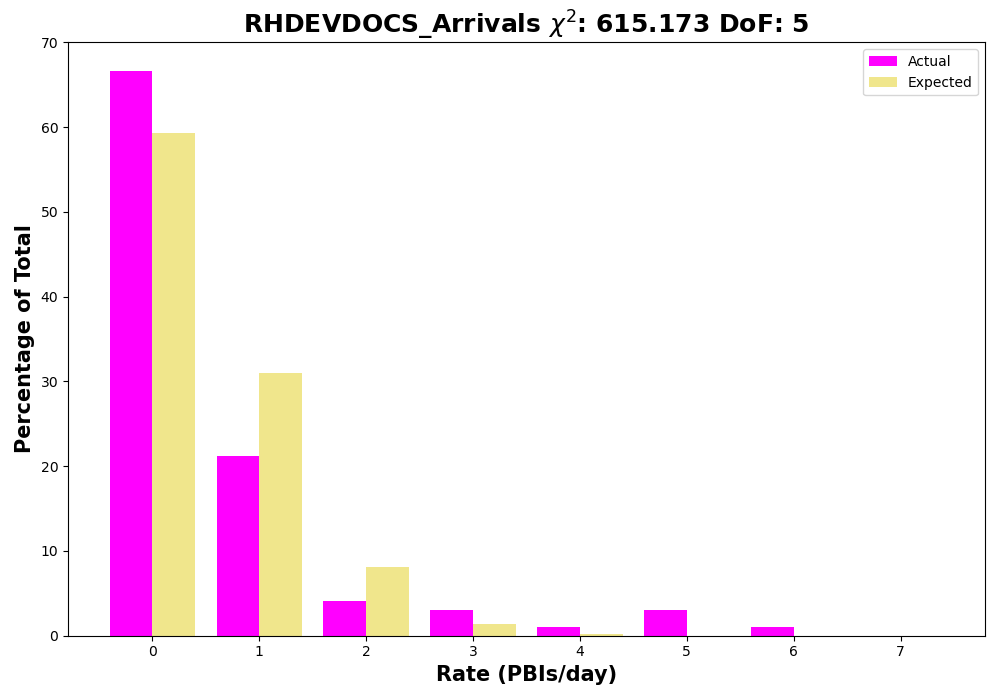 RHDEVDOCS_Arrivals χ²: 615.173 DoF: 5
70
60
50
40
30
20
10
0
Percentage of Total
Actual
Expected
0 1 2 3 4 5 6 7
Rate (PBIs/day)